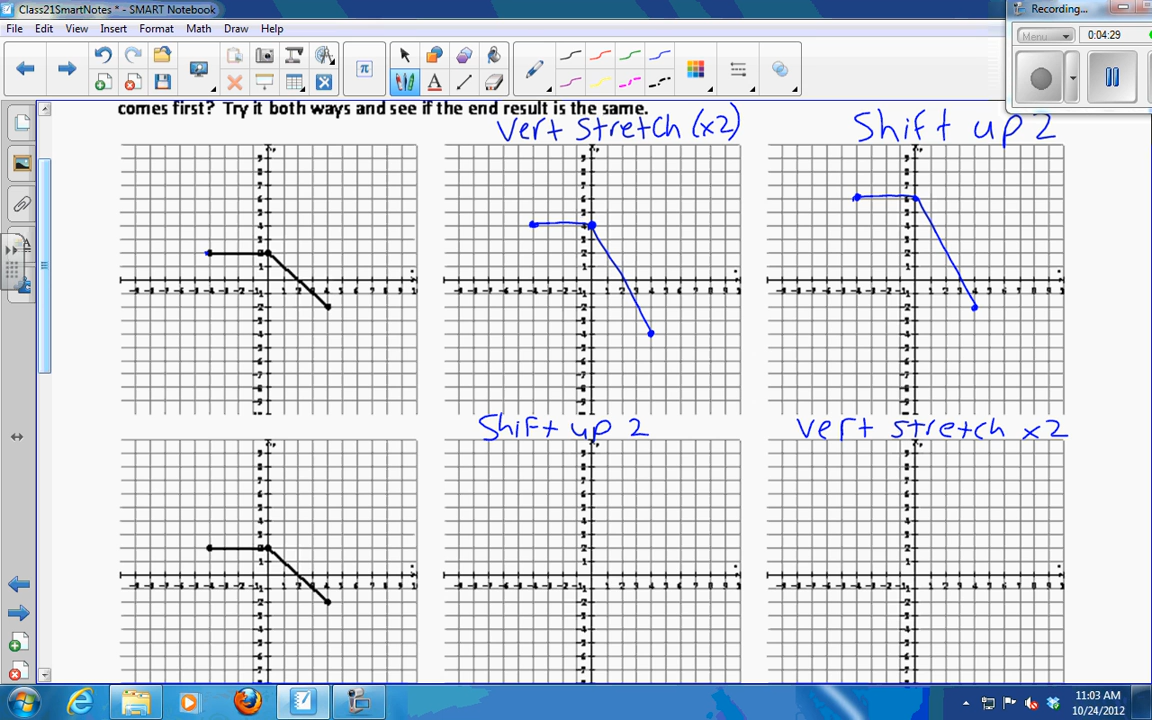 Class21SmartNotes * - SMART Notebook
Recording...
File Edit View Insert Format Math Draw Help
Menu
0:04:29
comes first? Try it both ways and see if the end result is the same.
Vert Stretch (x2)
Shift up 2
Shift up 2
Vert stretch x2
11:03 AM
10/24/2012